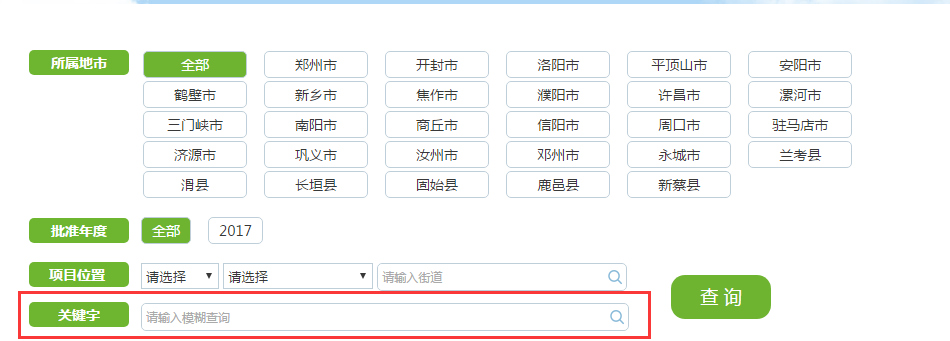 所属地市 全部 郑州市 开封市 洛阳市 平顶山市 安阳市
鹤壁市 新乡市 焦作市 濮阳市 许昌市 漯河市
三门峡市 南阳市 商丘市 信阳市 周口市 驻马店市
济源市 巩义市 汝州市 邓州市 永城市 兰考县
滑县 长垣县 固始县 鹿邑县 新蔡县
批准年度 全部 2017
项目位置 请选择 请选择 请输入街道
查 询
关键字 请输入模糊查询